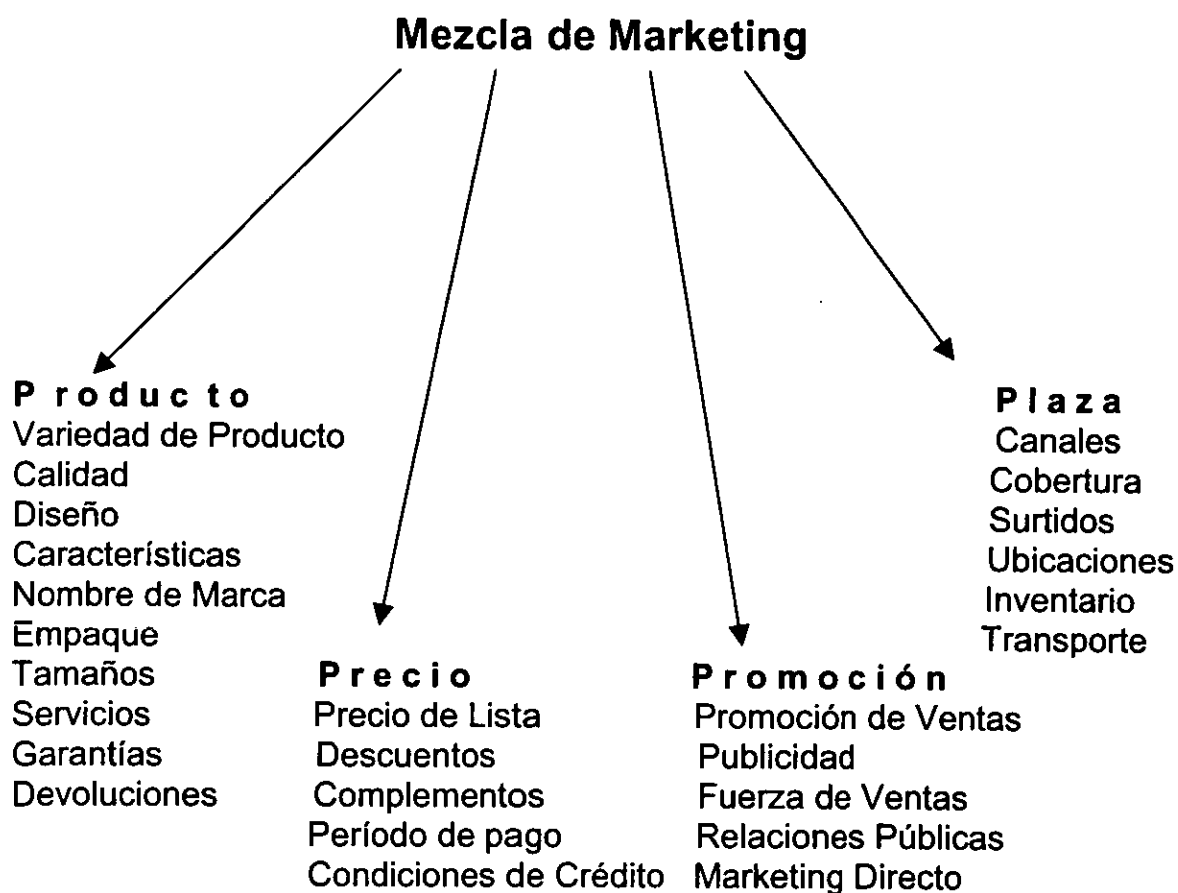 Mezcla de Marketing
Producto
Variedad de Producto
Calidad
Diseño
Características
Nombre de Marca
Empaque
Tamaños
Servicios
Garantías
Devoluciones
Precio
Precio de Lista
Descuentos
Complementos
Período de pago
Condiciones de Crédito
Promoción
Promoción de Ventas
Publicidad
Fuerza de Ventas
Relaciones Públicas
Marketing Directo
Plaza
Canales
Cobertura
Surtidos
Ubicaciones
Inventario
Transporte